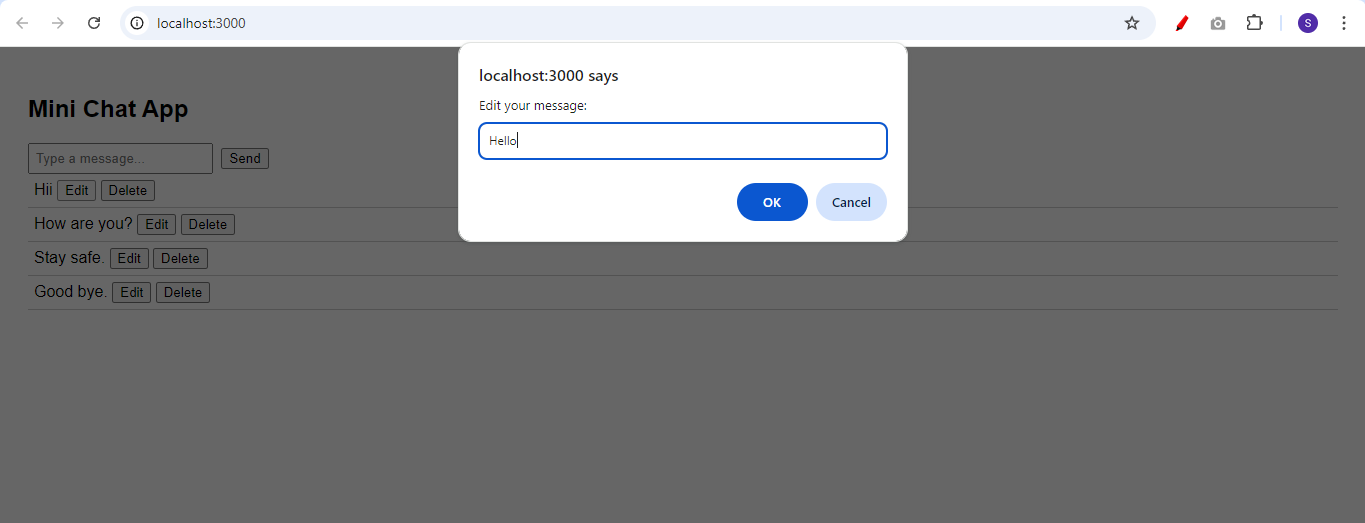 localhost:3000
S
localhost:3000 says
Edit your message:
Hello
OK Cancel
Mini Chat App
Type a message... Send
Hii Edit Delete
How are you? Edit Delete
Stay safe. Edit Delete
Good bye. Edit Delete